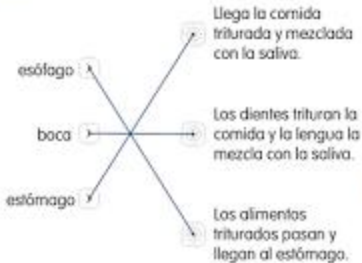 Llega la comida
triturada y mezclada
con la saliva.
esófago
boca
Los dientes trituran la
comida y la lengua la
mezcla con la saliva.
estómago
Los alimentos
triturados pasan y
llegan al estómago.